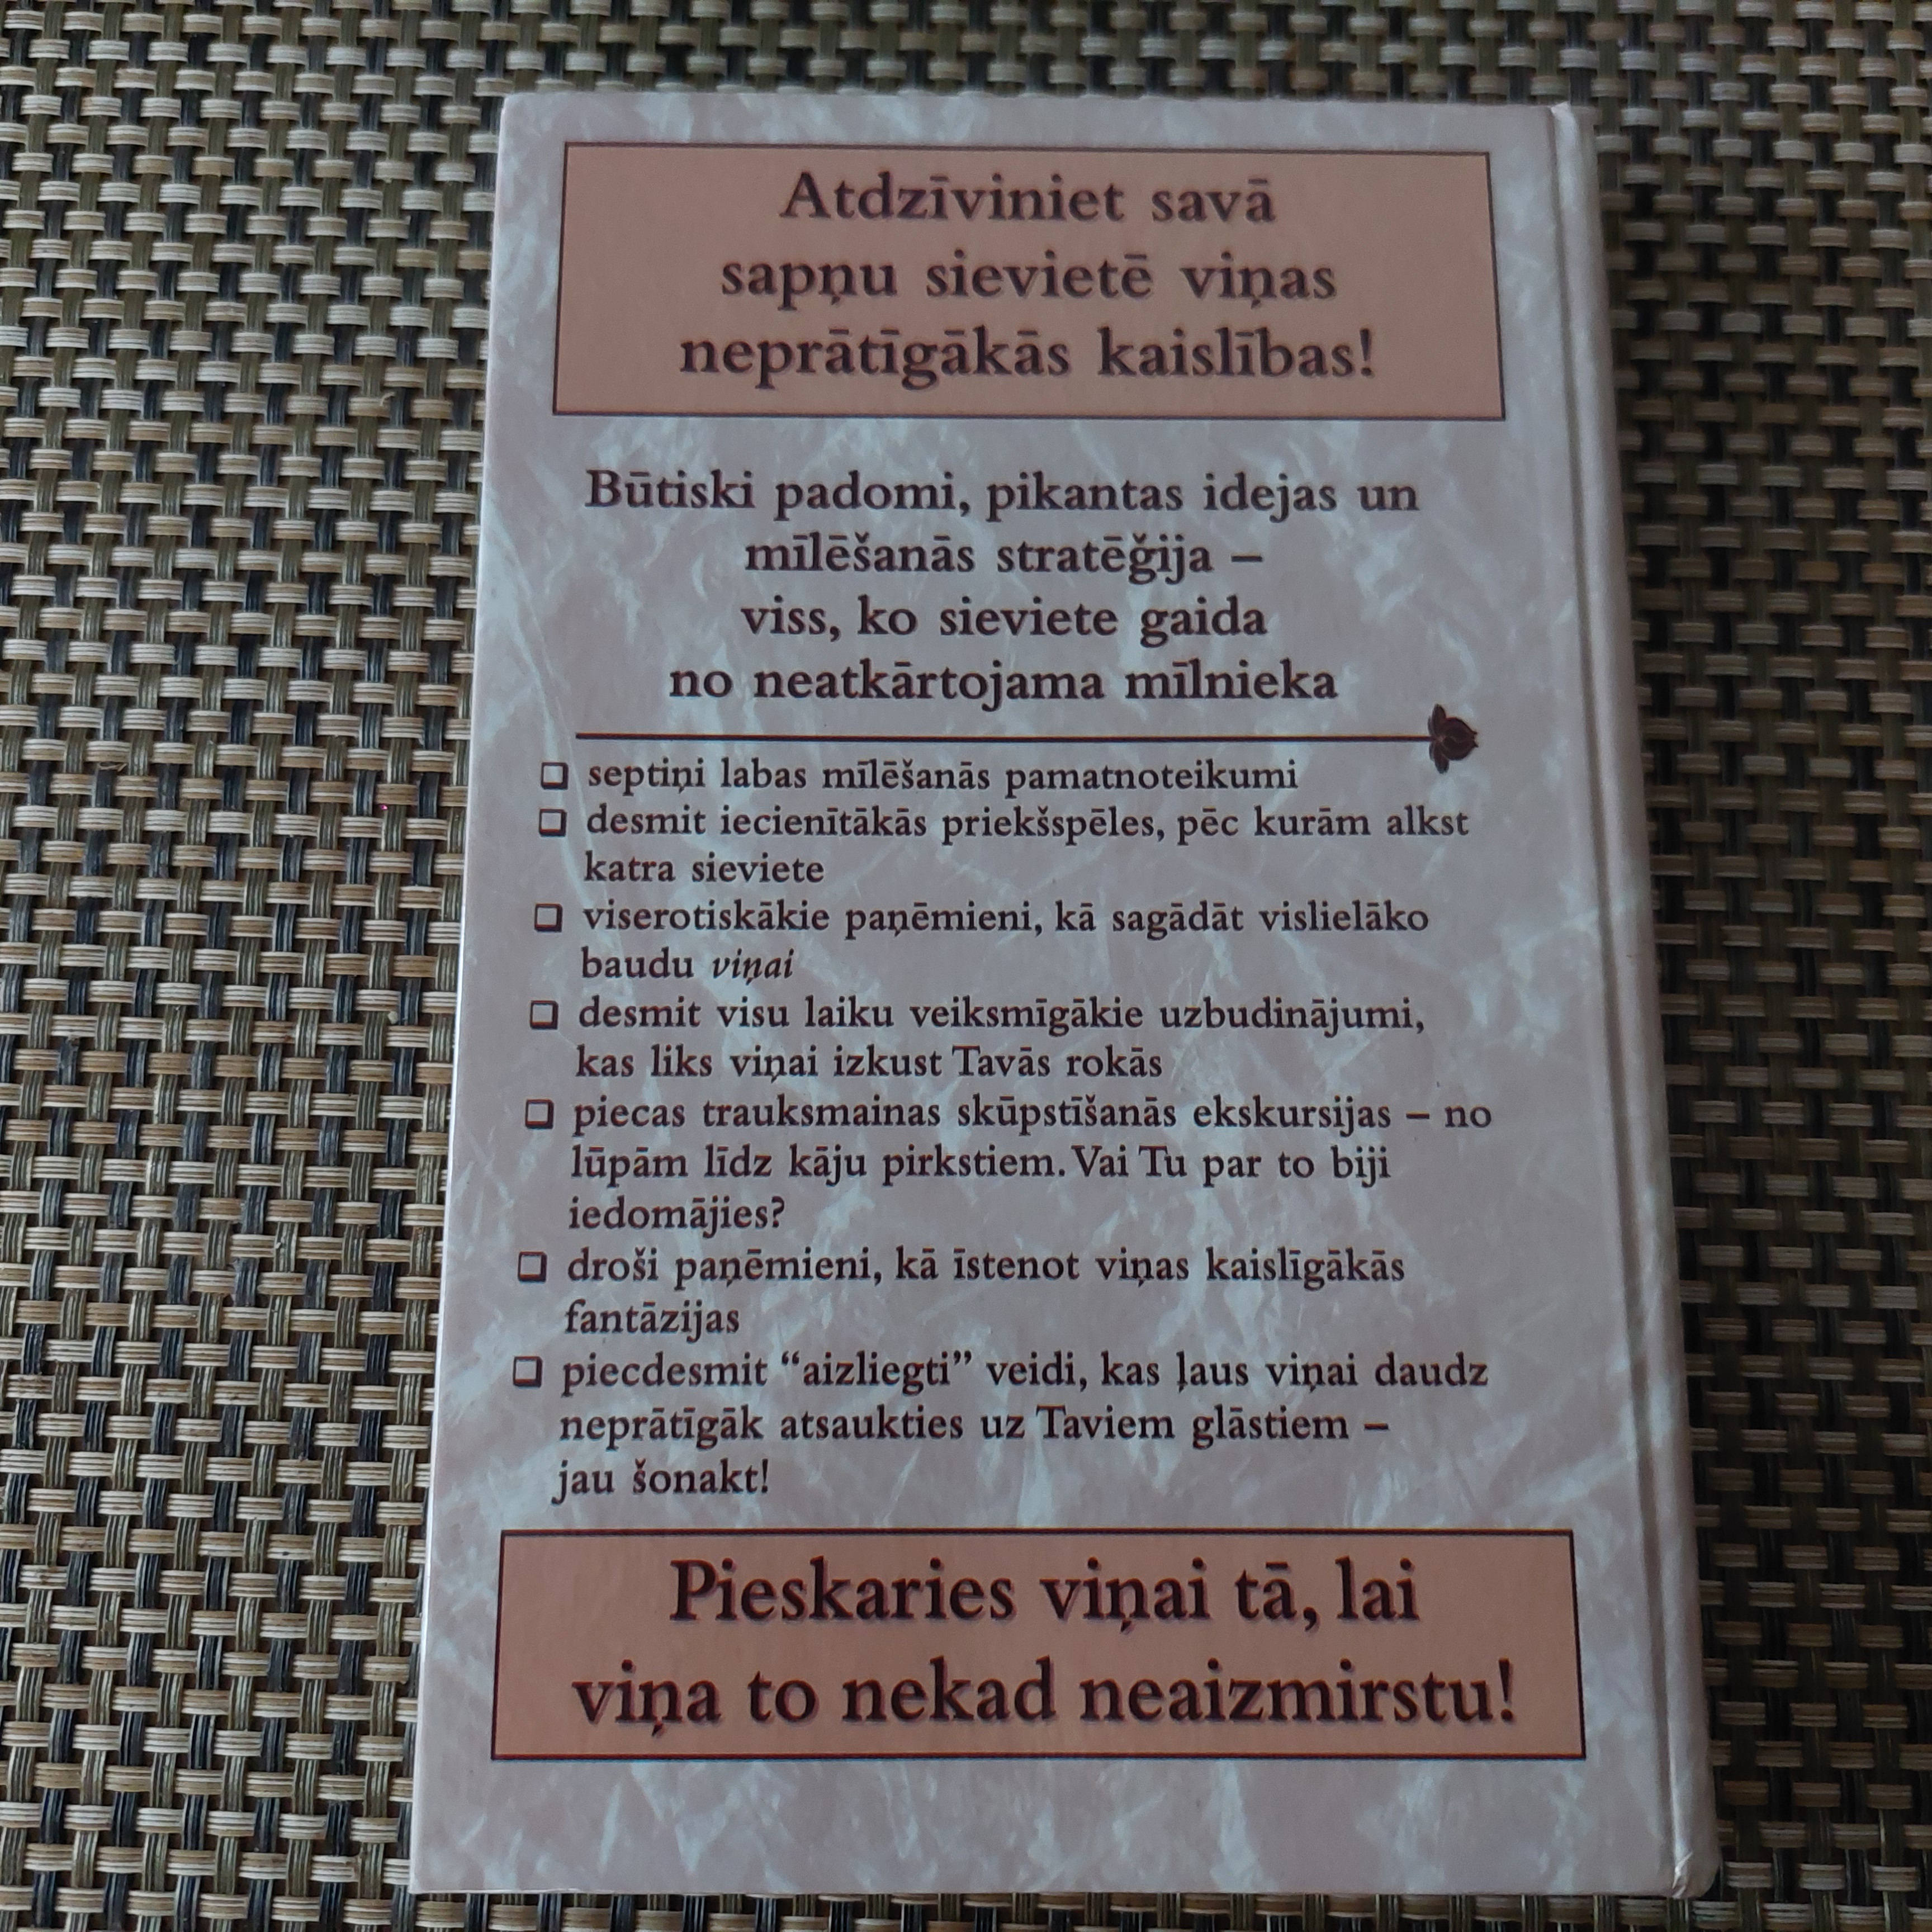 Atdzīviniet savā
sapņu sievietē viņas
neprātīgākās kaislības!
Būtiski padomi, pikantas idejas un
mīlēšanās stratēģija –
viss, ko sieviete gaida
no neatkārtojama mīlnieka
❏ septiņi labas mīlēšanās pamatnoteikumi
❏ desmit iecienītākās priekšspēles, pēc kurām alkst
katra sieviete
❏ viserotiskākie paņēmieni, kā sagādāt vislielāko
baudu viņai
❏ desmit visu laiku veiksmīgākie uzbudinājumi,
kas liks viņai izkust Tavās rokās
❏ piecas trauksmainas skūpstīšanās ekskursijas – no
lūpām līdz kāju pirkstiem. Vai Tu par to biji
iedomājies?
❏ droši paņēmieni, kā īstenot viņas kaislīgākās
fantāzijas
❏ piecdesmit “aizliegti” veidi, kas ļaus viņai daudz
neprātīgāk atsaukties uz Taviem glāstiem –
jau šonakt!
Pieskaries viņai tā, lai
viņa to nekad neaizmirstu!